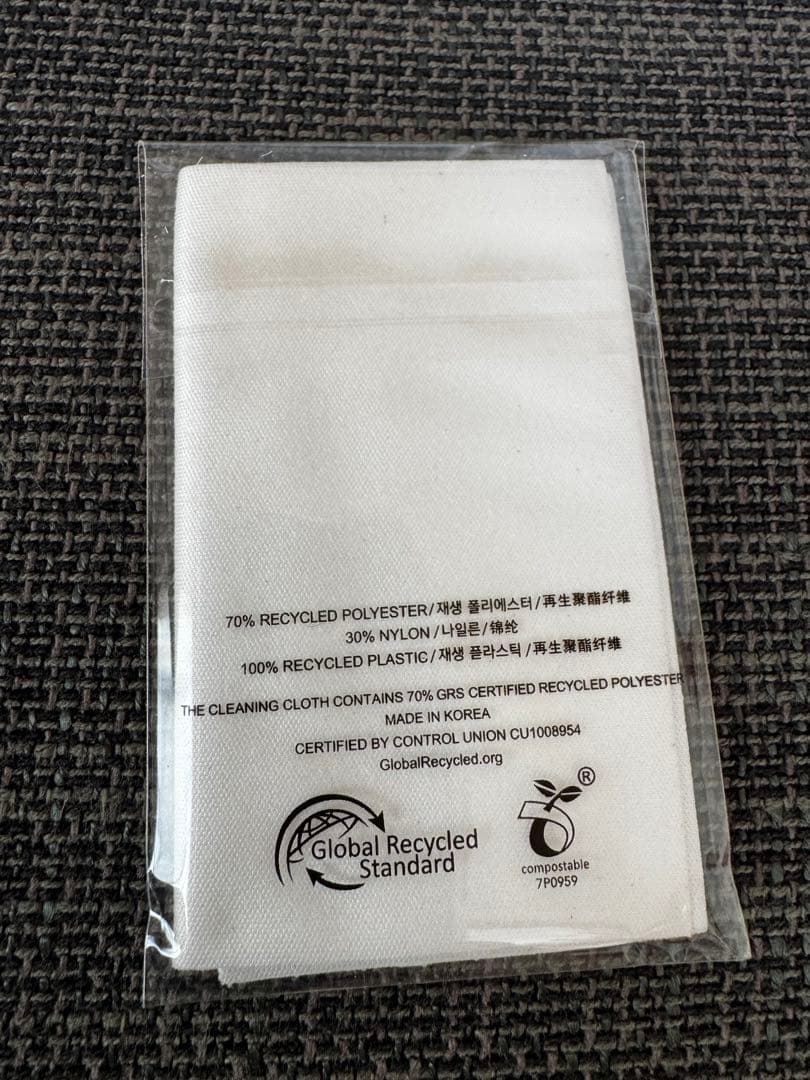 70% RECYCLED POLYESTER/재생 폴리에스터/再生聚酯纤维
30% NYLON/나일론/锦纶
100% RECYCLED PLASTIC/재생 플라스틱/再生聚酯纤维
THE CLEANING CLOTH CONTAINS 70% GRS CERTIFIED RECYCLED POLYESTER
MADE IN KOREA
CERTIFIED BY CONTROL UNION CU1008954
GlobalRecycled.org
Global Recycled
Standard
®
compostable
7P0959